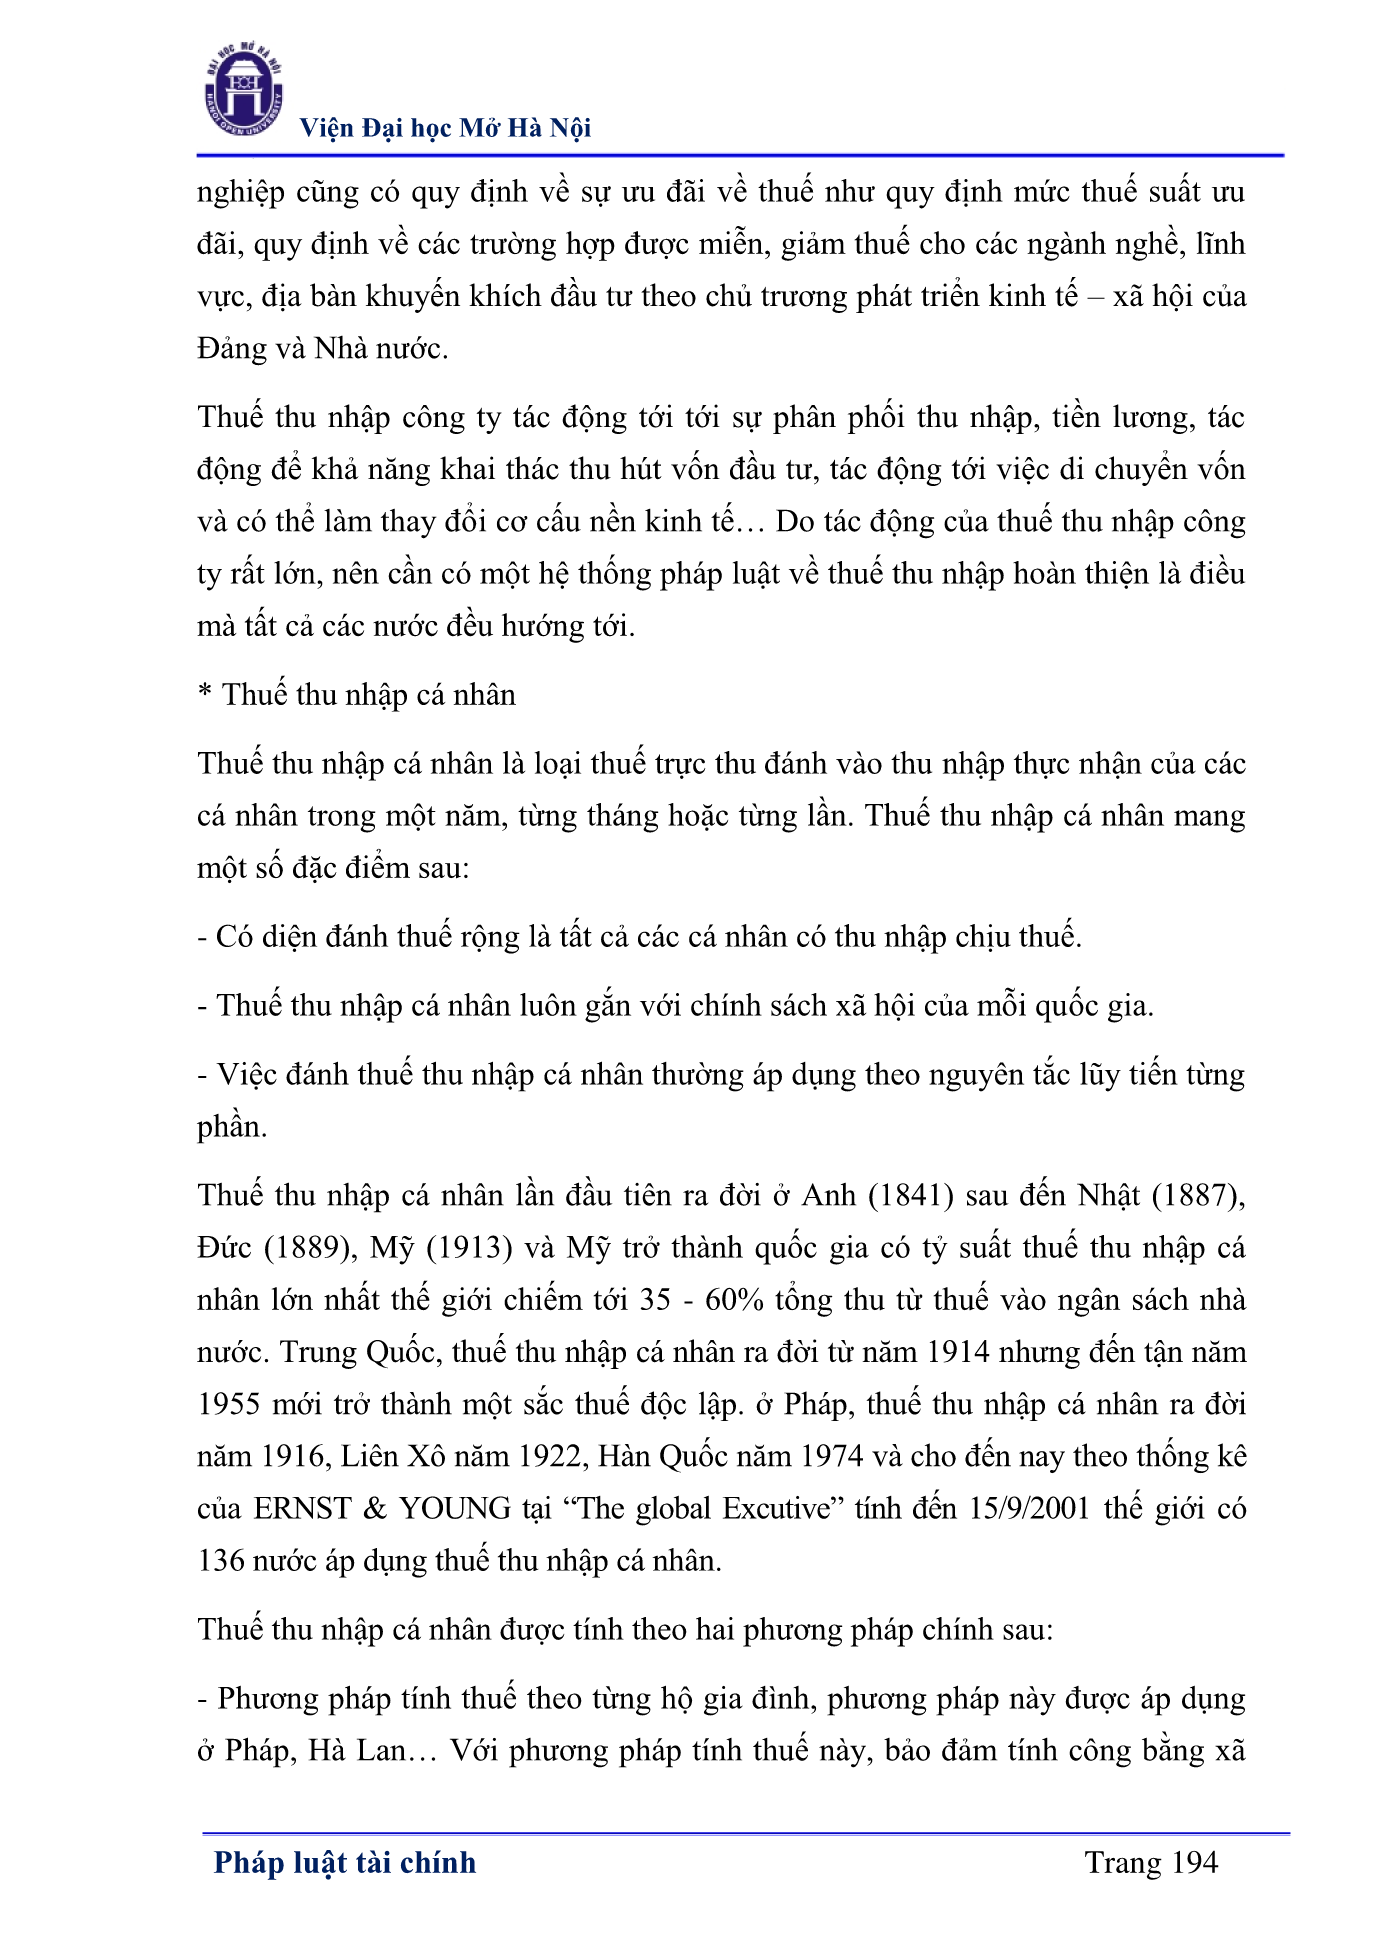 ĐẠI HỌC MỞ HÀ NỘI
HANOI OPEN UNIVERSITY
Viện Đại học Mở Hà Nội
nghiệp cũng có quy định về sự ưu đãi về thuế như quy định mức thuế suất ưu
đãi, quy định về các trường hợp được miễn, giảm thuế cho các ngành nghề, lĩnh
vực, địa bàn khuyến khích đầu tư theo chủ trương phát triển kinh tế – xã hội của
Đảng và Nhà nước.
Thuế thu nhập công ty tác động tới tới sự phân phối thu nhập, tiền lương, tác
động để khả năng khai thác thu hút vốn đầu tư, tác động tới việc di chuyển vốn
và có thể làm thay đổi cơ cấu nền kinh tế… Do tác động của thuế thu nhập công
ty rất lớn, nên cần có một hệ thống pháp luật về thuế thu nhập hoàn thiện là điều
mà tất cả các nước đều hướng tới.
* Thuế thu nhập cá nhân
Thuế thu nhập cá nhân là loại thuế trực thu đánh vào thu nhập thực nhận của các
cá nhân trong một năm, từng tháng hoặc từng lần. Thuế thu nhập cá nhân mang
một số đặc điểm sau:
- Có diện đánh thuế rộng là tất cả các cá nhân có thu nhập chịu thuế.
- Thuế thu nhập cá nhân luôn gắn với chính sách xã hội của mỗi quốc gia.
- Việc đánh thuế thu nhập cá nhân thường áp dụng theo nguyên tắc lũy tiến từng
phần.
Thuế thu nhập cá nhân lần đầu tiên ra đời ở Anh (1841) sau đến Nhật (1887),
Đức (1889), Mỹ (1913) và Mỹ trở thành quốc gia có tỷ suất thuế thu nhập cá
nhân lớn nhất thế giới chiếm tới 35 - 60% tổng thu từ thuế vào ngân sách nhà
nước. Trung Quốc, thuế thu nhập cá nhân ra đời từ năm 1914 nhưng đến tận năm
1955 mới trở thành một sắc thuế độc lập. ở Pháp, thuế thu nhập cá nhân ra đời
năm 1916, Liên Xô năm 1922, Hàn Quốc năm 1974 và cho đến nay theo thống kê
của ERNST & YOUNG tại “The global Excutive” tính đến 15/9/2001 thế giới có
136 nước áp dụng thuế thu nhập cá nhân.
Thuế thu nhập cá nhân được tính theo hai phương pháp chính sau:
- Phương pháp tính thuế theo từng hộ gia đình, phương pháp này được áp dụng
ở Pháp, Hà Lan… Với phương pháp tính thuế này, bảo đảm tính công bằng xã
Pháp luật tài chính Trang 194